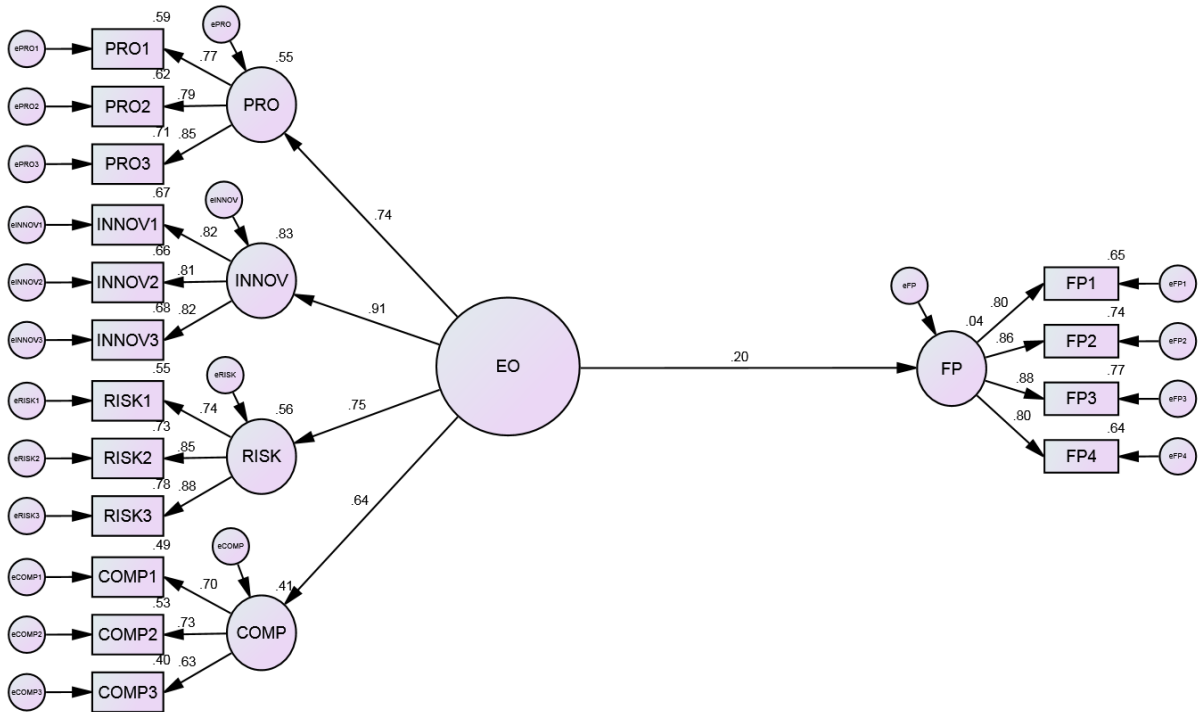 .59
ePRO1
PRO1
.77
ePRO
.55
.62
ePRO2
PRO2
.79
PRO
.71
.85
ePRO3
PRO3
.67
eINNOV1
INNOV1
.82
eINNOV
.83
.66
eINNOV2
INNOV2
.81
INNOV
.68
.82
eINNOV3
INNOV3
.55
eRISK1
RISK1
.74
eRISK
.56
.73
eRISK2
RISK2
.85
RISK
.78
.88
eRISK3
RISK3
.49
eCOMP1
COMP1
.70
eCOMP
.41
.53
eCOMP2
COMP2
.73
COMP
.40
.63
eCOMP3
COMP3
.74
.91
.75
.64
EO
.20
eFP
.04
FP
.80
.65
FP1
eFP1
.86
.74
FP2
eFP2
.88
.77
FP3
eFP3
.80
.64
FP4
eFP4